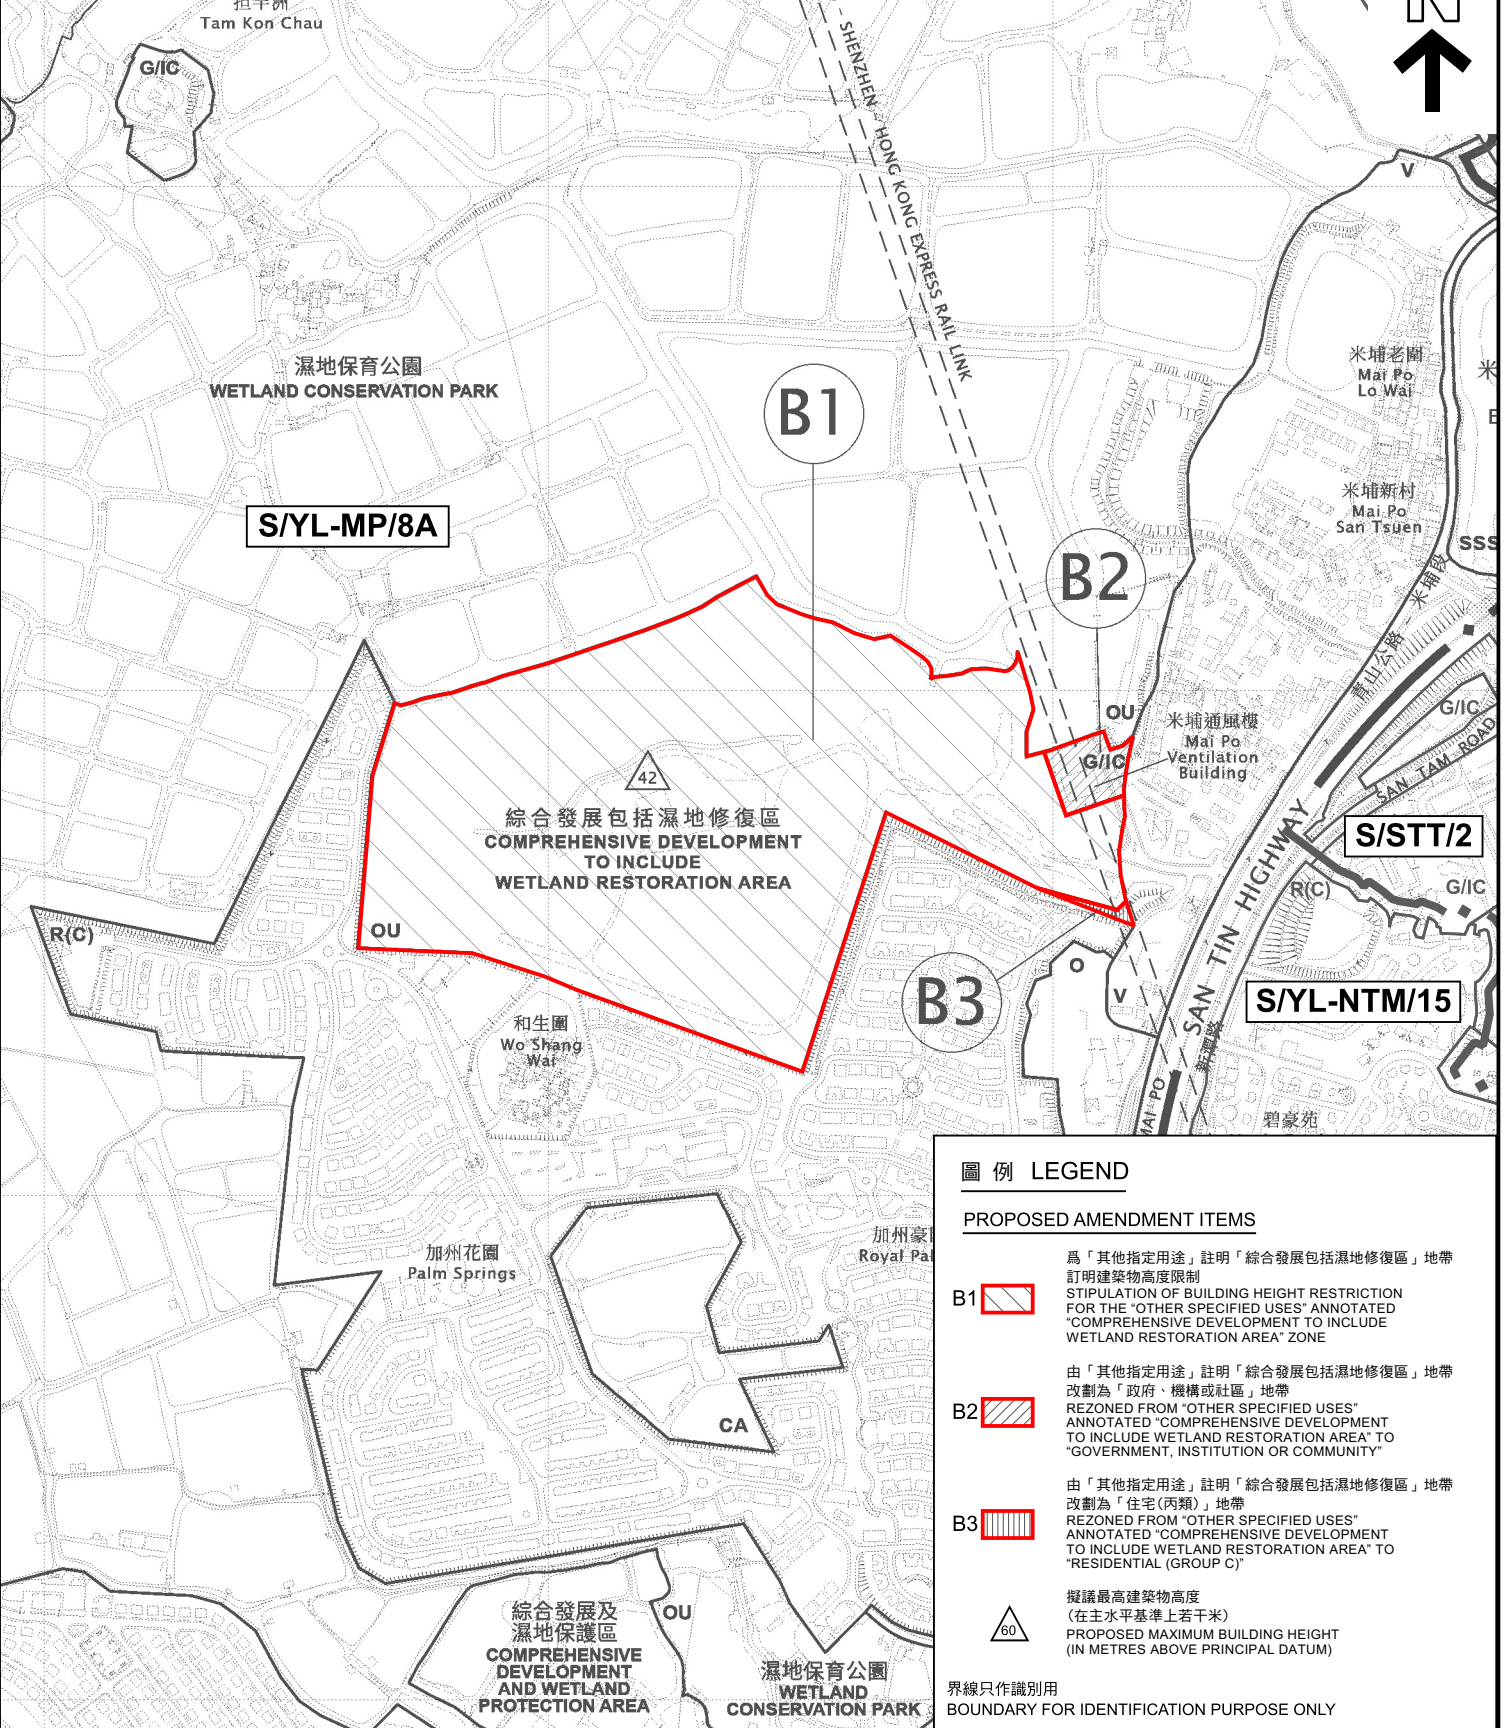 担竿洲
Tam Kon Chau
G/IC
N
SHENZHEN - HONG KONG EXPRESS RAIL LINK
V
濕地保育公園
WETLAND CONSERVATION PARK
B1
米埔老圍
Mai Po
Lo Wai
米
S/YL-MP/8A
米埔新村
Mai Po
San Tsuen
SSS
B2
青山公路 - 米埔段
OU
米埔通風樓
Mai Po
Ventilation
Building
G/IC
G/IC
SAN TAM ROAD
42
綜合發展包括濕地修復區
COMPREHENSIVE DEVELOPMENT
TO INCLUDE
WETLAND RESTORATION AREA
S/STT/2
SAN TIN HIGHWAY
R(C)
G/IC
R(C)
OU
O
V
B3
S/YL-NTM/15
和生圍
Wo Shang
Wai
新潭路
MAI PO
碧豪苑
加州花園
Palm Springs
加州豪
Royal Pal
CA
綜合發展及
濕地保護區
COMPREHENSIVE
DEVELOPMENT
AND WETLAND
PROTECTION AREA
OU
濕地保育公園
WETLAND
CONSERVATION PARK
圖 例 LEGEND
PROPOSED AMENDMENT ITEMS
B1
爲「其他指定用途」註明「綜合發展包括濕地修復區」地帶
訂明建築物高度限制
STIPULATION OF BUILDING HEIGHT RESTRICTION
FOR THE “OTHER SPECIFIED USES” ANNOTATED
“COMPREHENSIVE DEVELOPMENT TO INCLUDE
WETLAND RESTORATION AREA” ZONE
B2
由「其他指定用途」註明「綜合發展包括濕地修復區」地帶
改劃為「政府、機構或社區」地帶
REZONED FROM “OTHER SPECIFIED USES”
ANNOTATED “COMPREHENSIVE DEVELOPMENT
TO INCLUDE WETLAND RESTORATION AREA” TO
“GOVERNMENT, INSTITUTION OR COMMUNITY”
B3
由「其他指定用途」註明「綜合發展包括濕地修復區」地帶
改劃為「住宅(丙類)」地帶
REZONED FROM “OTHER SPECIFIED USES”
ANNOTATED “COMPREHENSIVE DEVELOPMENT
TO INCLUDE WETLAND RESTORATION AREA” TO
“RESIDENTIAL (GROUP C)”
60
擬議最高建築物高度
(在主水平基準上若干米)
PROPOSED MAXIMUM BUILDING HEIGHT
(IN METRES ABOVE PRINCIPAL DATUM)
界線只作識別用
BOUNDARY FOR IDENTIFICATION PURPOSE ONLY